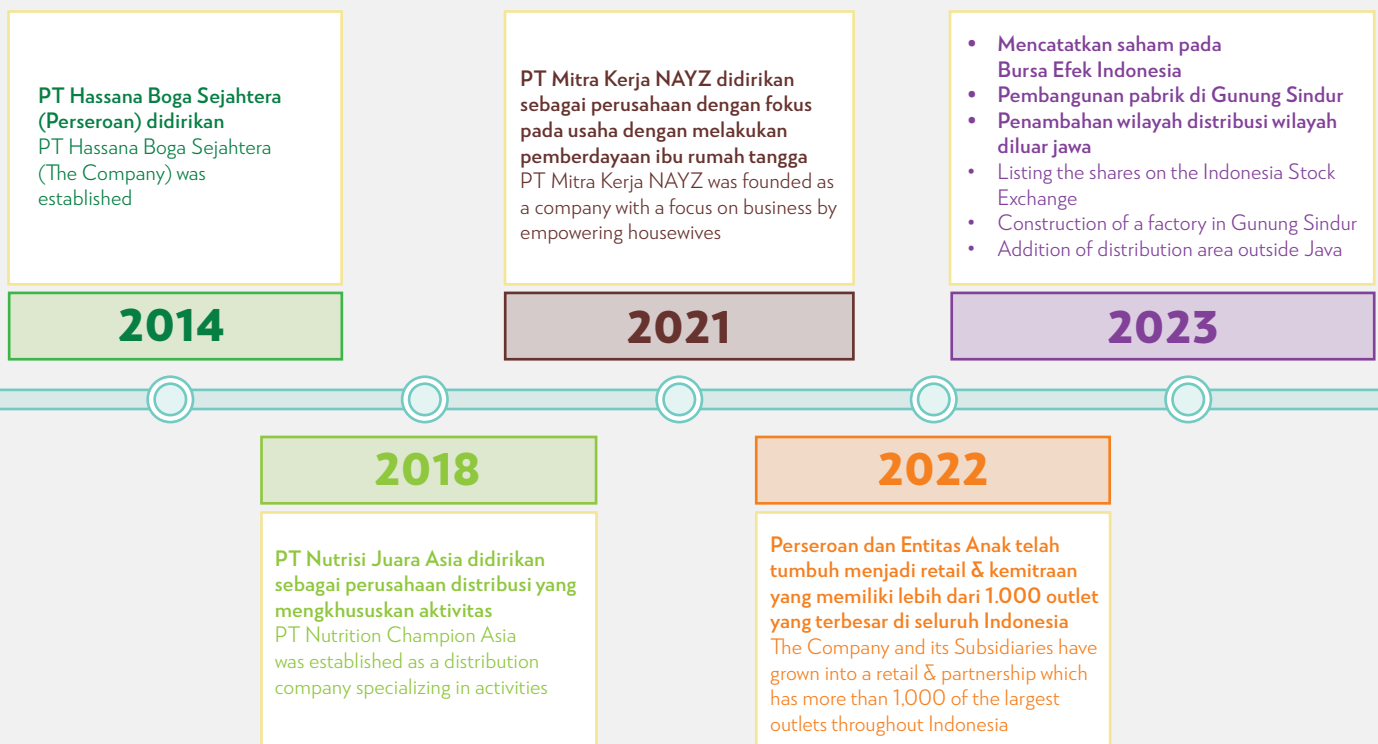 PT Hassana Boga Sejahtera
(Perseroan) didirikan
PT Hassana Boga Sejahtera
(The Company) was
established
2014
PT Nutrisi Juara Asia didirikan
sebagai perusahaan distribusi yang
mengkhususkan aktivitas
PT Nutrition Champion Asia
was established as a distribution
company specializing in activities
2018
PT Mitra Kerja NAYZ didirikan
sebagai perusahaan dengan fokus
pada usaha dengan melakukan
pemberdayaan ibu rumah tangga
PT Mitra Kerja NAYZ was founded as
a company with a focus on business by
empowering housewives
2021
2022
Perseroan dan Entitas Anak telah
tumbuh menjadi retail & kemitraan
yang memiliki lebih dari 1.000 outlet
yang terbesar di seluruh Indonesia
The Company and its Subsidiaries have
grown into a retail & partnership which
has more than 1,000 of the largest
outlets throughout Indonesia
• Mencatatkan saham pada
Bursa Efek Indonesia
• Pembangunan pabrik di Gunung Sindur
• Penambahan wilayah distribusi wilayah
diluar jawa
• Listing the shares on the Indonesia Stock
Exchange
• Construction of a factory in Gunung Sindur
• Addition of distribution area outside Java
2023